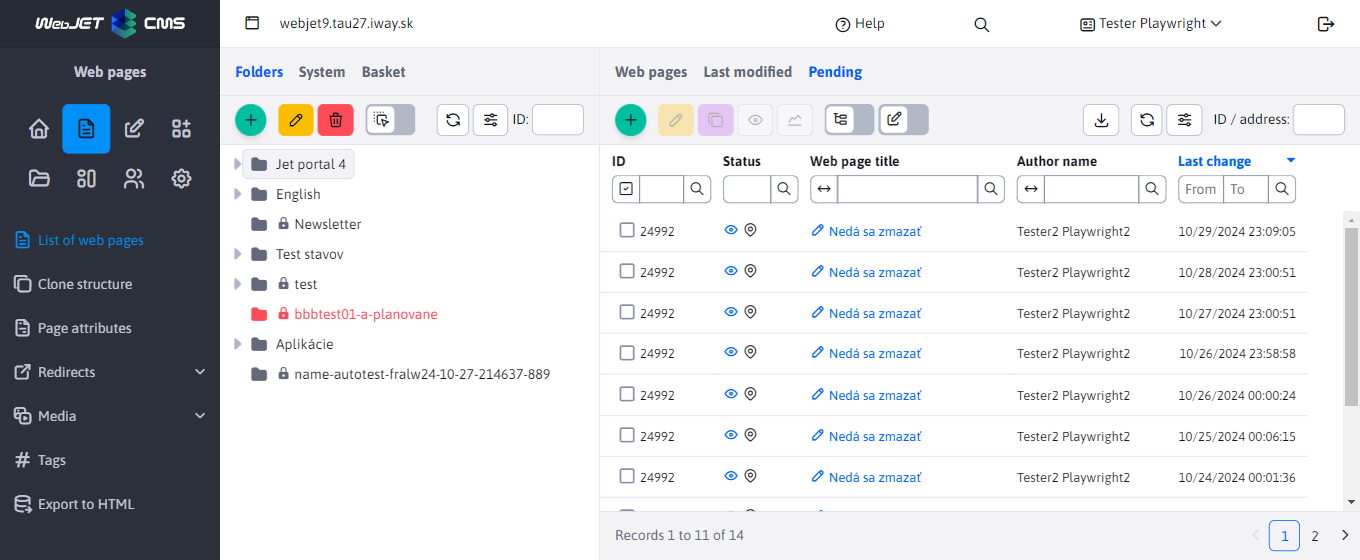 WebJET CMS
webjet9.tau27.iway.sk
Help
Tester Playwright
Web pages
Folders System Basket
Web pages Last modified Pending
ID:
ID / address:
Jet portal 4
English
Newsletter
Test stavov
test
bbbtest01-a-planovane
Aplikácie
name-autotest-fralw24-10-27-214637-889
List of web pages
Clone structure
Page attributes
Redirects
Media
Tags
Export to HTML
ID Status Web page title Author name Last change
From To
24992 Nedá sa zmazať Tester2 Playwright2 10/29/2024 23:09:05
24992 Nedá sa zmazať Tester2 Playwright2 10/28/2024 23:00:51
24992 Nedá sa zmazať Tester2 Playwright2 10/27/2024 23:00:51
24992 Nedá sa zmazať Tester2 Playwright2 10/26/2024 23:58:58
24992 Nedá sa zmazať Tester2 Playwright2 10/26/2024 00:00:24
24992 Nedá sa zmazať Tester2 Playwright2 10/25/2024 00:06:15
24992 Nedá sa zmazať Tester2 Playwright2 10/24/2024 00:01:36
Records 1 to 11 of 14
1 2